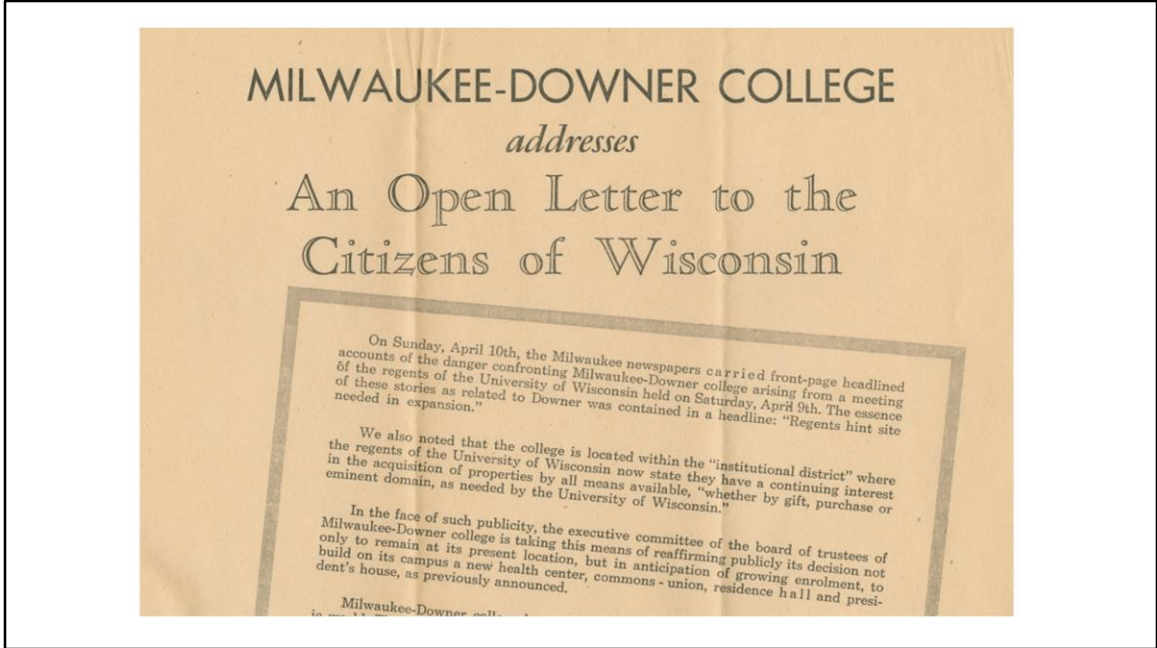 MILWAUKEE-DOWNER COLLEGE
addresses
An Open Letter to the
Citizens of Wisconsin
On Sunday, April 10th, the Milwaukee newspapers carried front-page headlined
accounts of the danger confronting Milwaukee-Downer college arising from a meeting
of the regents of the University of Wisconsin held on Saturday, April 9th. The essence
of these stories as related to Downer was contained in a headline: "Regents hint site
needed in expansion."
We also noted that the college is located within the "institutional district" where
the regents of the University of Wisconsin now state they have a continuing interest
in the acquisition of properties by all means available, "whether by gift, purchase or
eminent domain, as needed by the University of Wisconsin."
In the face of such publicity, the executive committee of the board of trustees of
Milwaukee-Downer college is taking this means of reaffirming publicly its decision not
only to remain at its present location, but in anticipation of growing enrolment, to
build on its campus a new health center, commons - union, residence hall and presi-
dent's house, as previously announced.
Milwaukee-Downer